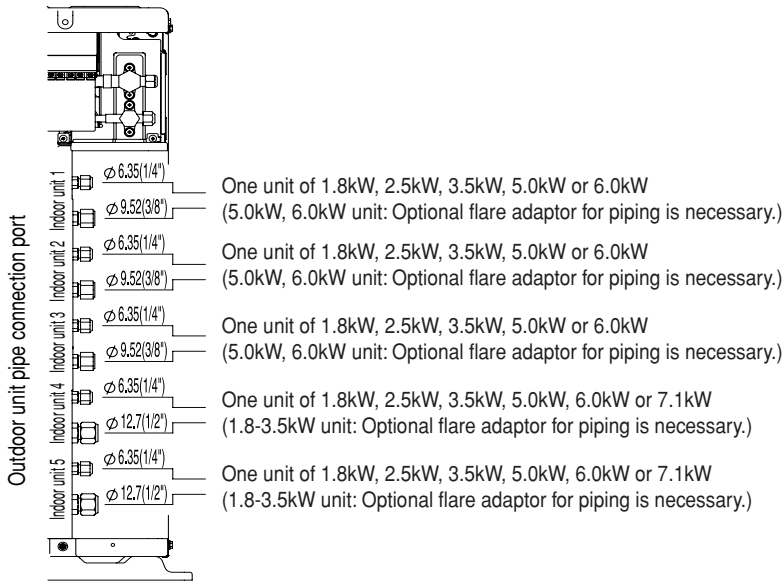 Outdoor unit pipe connection port
Indoor unit 1
ø 6.35(1/4")
ø 9.52(3/8")
One unit of 1.8kW, 2.5kW, 3.5kW, 5.0kW or 6.0kW
(5.0kW, 6.0kW unit: Optional flare adaptor for piping is necessary.)
Indoor unit 2
ø 6.35(1/4")
ø 9.52(3/8")
One unit of 1.8kW, 2.5kW, 3.5kW, 5.0kW or 6.0kW
(5.0kW, 6.0kW unit: Optional flare adaptor for piping is necessary.)
Indoor unit 3
ø 6.35(1/4")
ø 9.52(3/8")
One unit of 1.8kW, 2.5kW, 3.5kW, 5.0kW or 6.0kW
(5.0kW, 6.0kW unit: Optional flare adaptor for piping is necessary.)
Indoor unit 4
ø 6.35(1/4")
ø 12.7(1/2")
One unit of 1.8kW, 2.5kW, 3.5kW, 5.0kW, 6.0kW or 7.1kW
(1.8-3.5kW unit: Optional flare adaptor for piping is necessary.)
Indoor unit 5
ø 6.35(1/4")
ø 12.7(1/2")
One unit of 1.8kW, 2.5kW, 3.5kW, 5.0kW, 6.0kW or 7.1kW
(1.8-3.5kW unit: Optional flare adaptor for piping is necessary.)